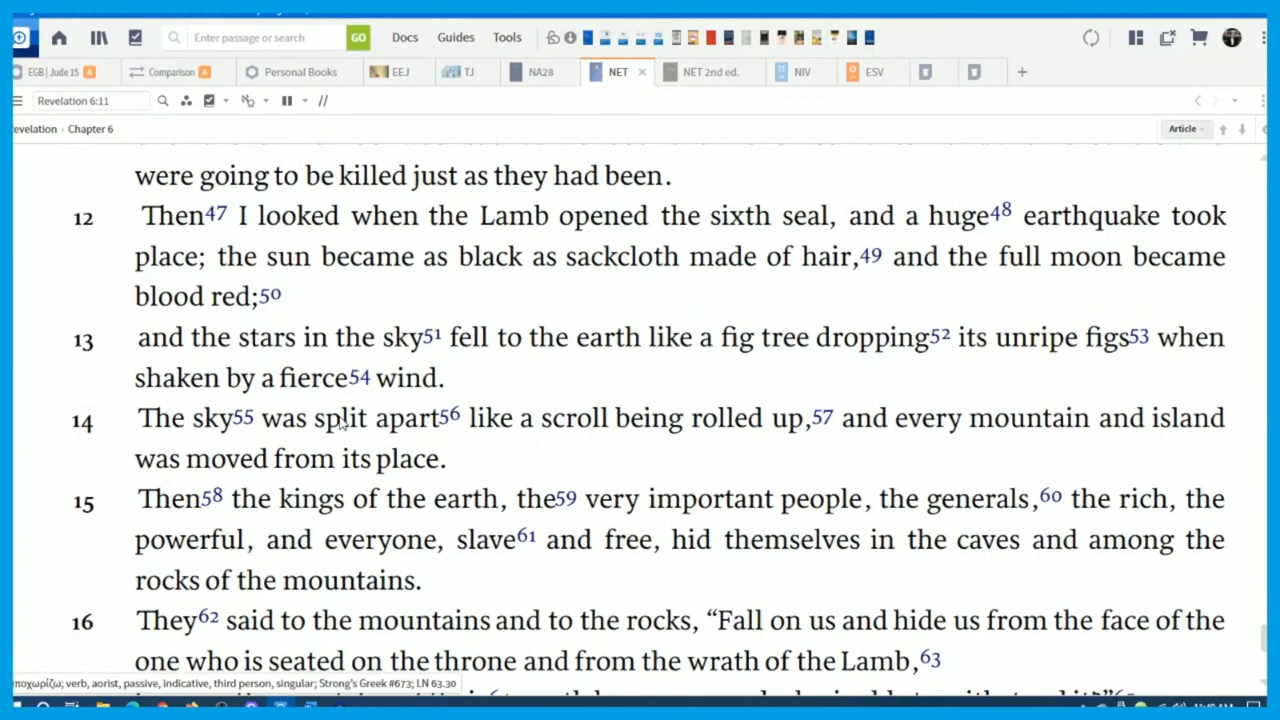 Enter passage or search GO Docs Guides Tools
EGB | Jude 15 A Comparison A Personal Books EEJ TJ NA28 NET × NET 2nd ed. NIV ESV +
Revelation 6:11 //
evelation › Chapter 6 Article
were going to be killed just as they had been.
12 Then47 I looked when the Lamb opened the sixth seal, and a huge48 earthquake took
place; the sun became as black as sackcloth made of hair,49 and the full moon became
blood red;50
13 and the stars in the sky51 fell to the earth like a fig tree dropping52 its unripe figs53 when
shaken by a fierce54 wind.
14 The sky55 was split apart56 like a scroll being rolled up,57 and every mountain and island
was moved from its place.
15 Then58 the kings of the earth, the59 very important people, the generals,60 the rich, the
powerful, and everyone, slave61 and free, hid themselves in the caves and among the
rocks of the mountains.
16 They62 said to the mountains and to the rocks, “Fall on us and hide us from the face of the
one who is seated on the throne and from the wrath of the Lamb,63
ποχωρίζω; verb, aorist, passive, indicative, third person, singular; Strong's Greek #673; LN 63.30